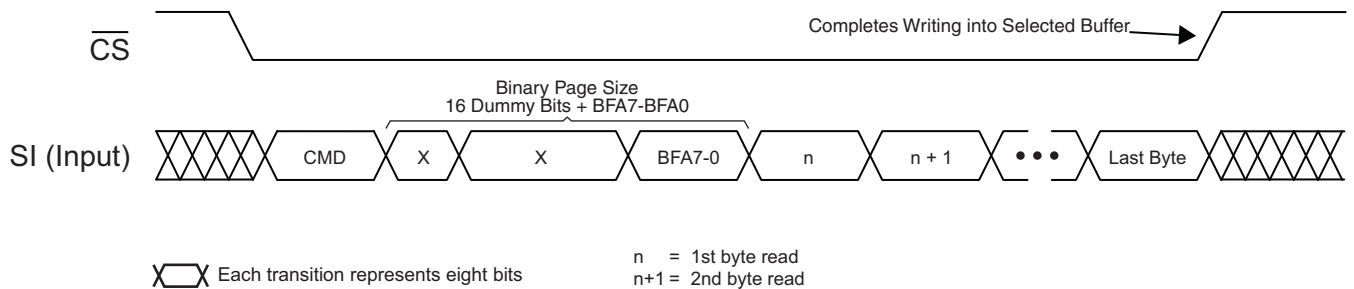 Completes Writing into Selected Buffer
CS
Binary Page Size
16 Dummy Bits + BFA7-BFA0
SI (Input)
CMD
X
X
BFA7-0
n
n + 1
•••
Last Byte
Each transition represents eight bits
n = 1st byte read
n+1 = 2nd byte read